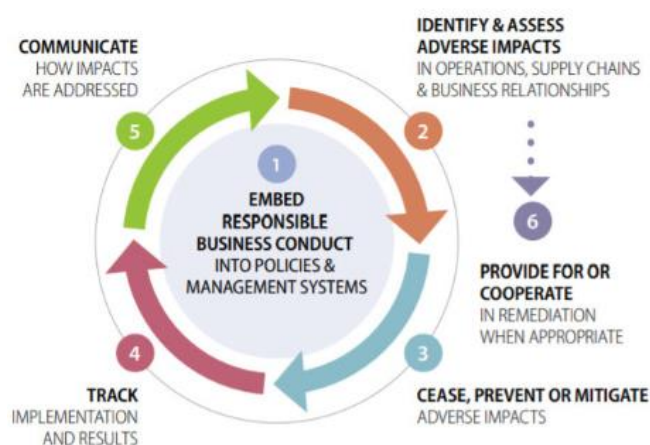 1
EMBED
RESPONSIBLE
BUSINESS CONDUCT
INTO POLICIES &
MANAGEMENT SYSTEMS
2
IDENTIFY & ASSESS
ADVERSE IMPACTS
IN OPERATIONS, SUPPLY CHAINS
& BUSINESS RELATIONSHIPS
3
CEASE, PREVENT OR MITIGATE
ADVERSE IMPACTS
4
TRACK
IMPLEMENTATION
AND RESULTS
5
COMMUNICATE
HOW IMPACTS
ARE ADDRESSED
6
PROVIDE FOR OR
COOPERATE
IN REMEDIATION
WHEN APPROPRIATE